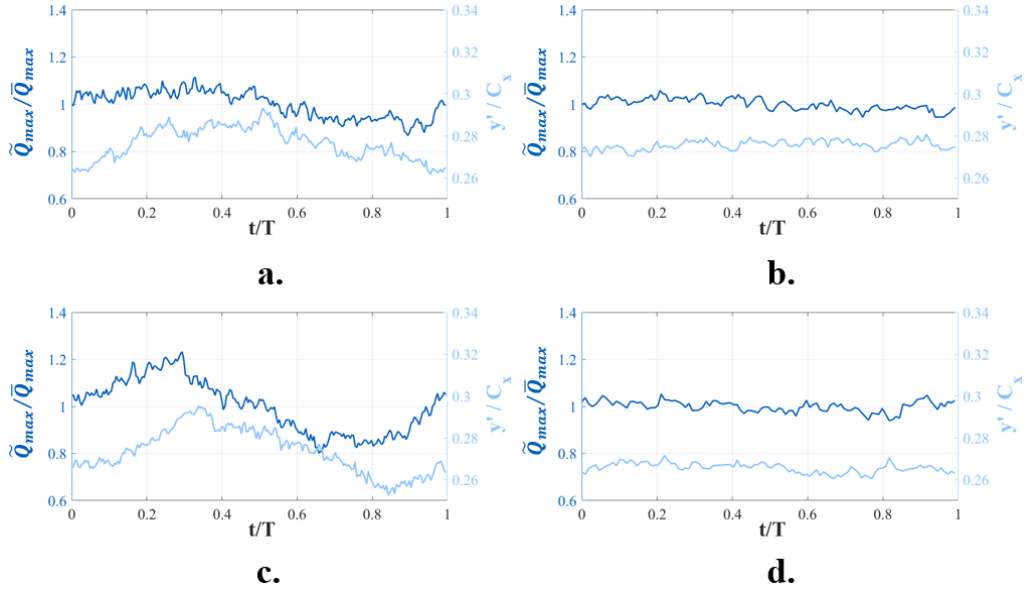 1.4 0.34 1.4 0.34
1.2 0.32 1.2 0.32
1 0.30 1 0.30
0.8 0.28 0.8 0.28
0.6 0.26 0.6 0.26
Q̃max/Q̄max y'/Cx Q̃max/Q̄max y'/Cx
0 0.2 0.4 0.6 0.8 1 0 0.2 0.4 0.6 0.8 1
t/T t/T
a. b.
1.4 0.34 1.4 0.34
1.2 0.32 1.2 0.32
1 0.3 1 0.3
0.8 0.28 0.8 0.28
0.6 0.26 0.6 0.26
Q̃max/Q̄max y'/Cx Q̃max/Q̄max y'/Cx
0 0.2 0.4 0.6 0.8 1 0 0.2 0.4 0.6 0.8 1
t/T t/T
c. d.